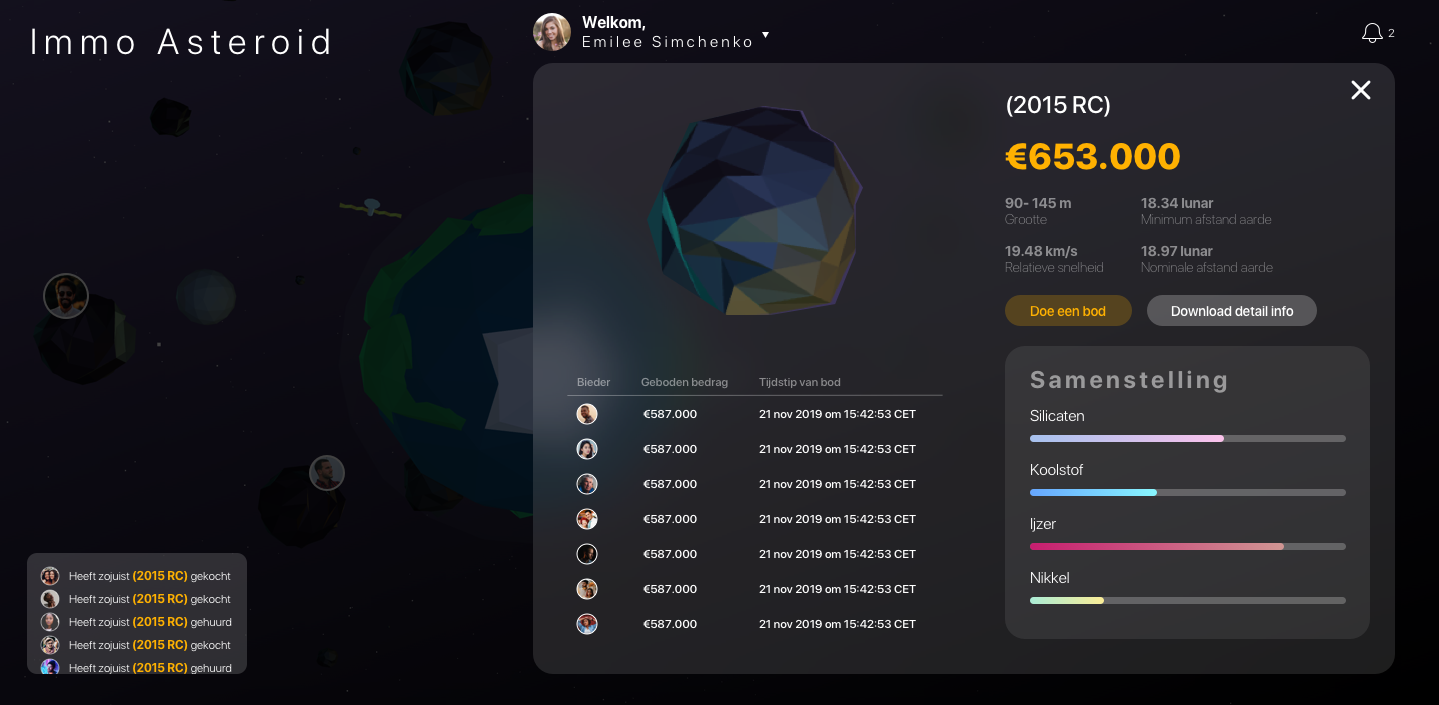 Immo Asteroid
Welkom,
Emilee Simchenko
2
(2015 RC)
€653.000
90- 145 m
Grootte
18.34 lunar
Minimum afstand aarde
19.48 km/s
Relatieve snelheid
18.97 lunar
Nominale afstand aarde
Doe een bod
Download detail info
Samenstelling
Silicaten
Koolstof
Ijzer
Nikkel
Bieder Geboden bedrag Tijdstip van bod
€587.000 21 nov 2019 om 15:42:53 CET
€587.000 21 nov 2019 om 15:42:53 CET
€587.000 21 nov 2019 om 15:42:53 CET
€587.000 21 nov 2019 om 15:42:53 CET
€587.000 21 nov 2019 om 15:42:53 CET
€587.000 21 nov 2019 om 15:42:53 CET
€587.000 21 nov 2019 om 15:42:53 CET
Heeft zojuist (2015 RC) gekocht
Heeft zojuist (2015 RC) gekocht
Heeft zojuist (2015 RC) gehuurd
Heeft zojuist (2015 RC) gekocht
Heeft zojuist (2015 RC) gehuurd